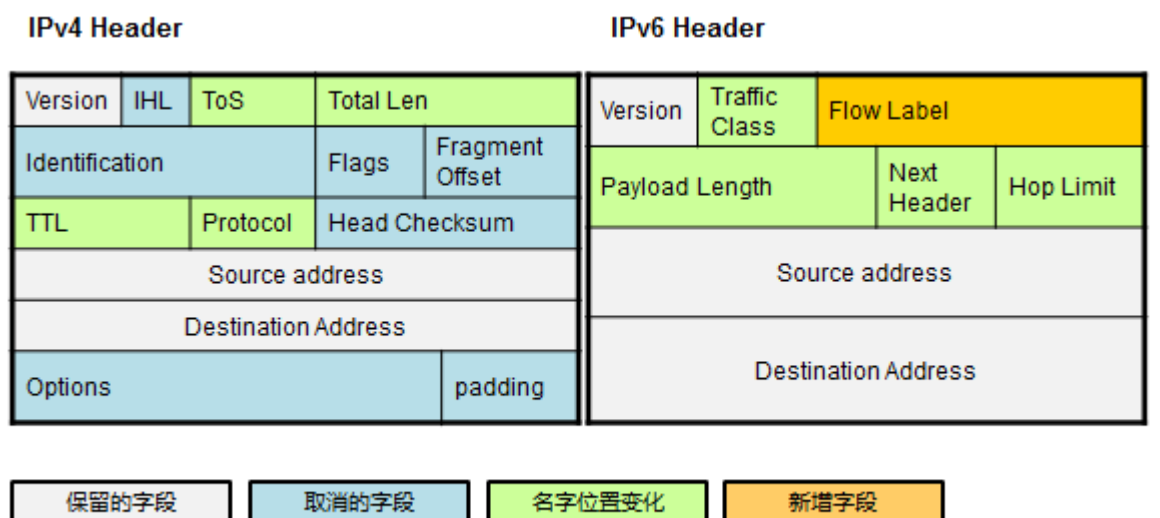 IPv4 Header
IPv6 Header
Version IHL ToS Total Len
Identification Flags Fragment
Offset
TTL Protocol Head Checksum
Source address
Destination Address
Options padding
Version Traffic
Class Flow Label
Payload Length Next
Header Hop Limit
Source address
Destination Address
保留的字段 取消的字段 名字位置变化 新增字段